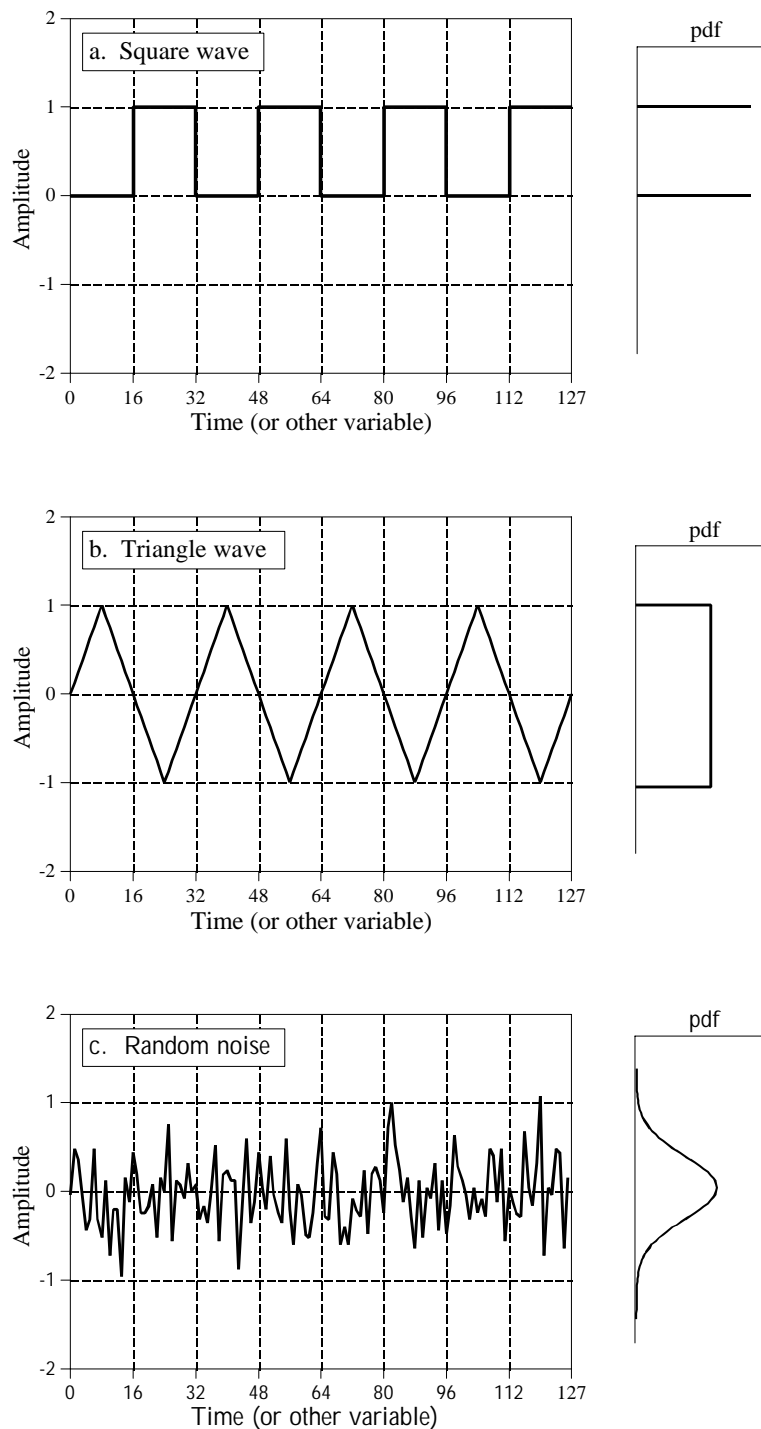 a. Square wave
pdf
2
1
0
-1
-2
Amplitude
0 16 32 48 64 80 96 112 127
Time (or other variable)
b. Triangle wave
pdf
2
1
0
-1
-2
Amplitude
0 16 32 48 64 80 96 112 127
Time (or other variable)
c. Random noise
pdf
2
1
0
-1
-2
Amplitude
0 16 32 48 64 80 96 112 127
Time (or other variable)